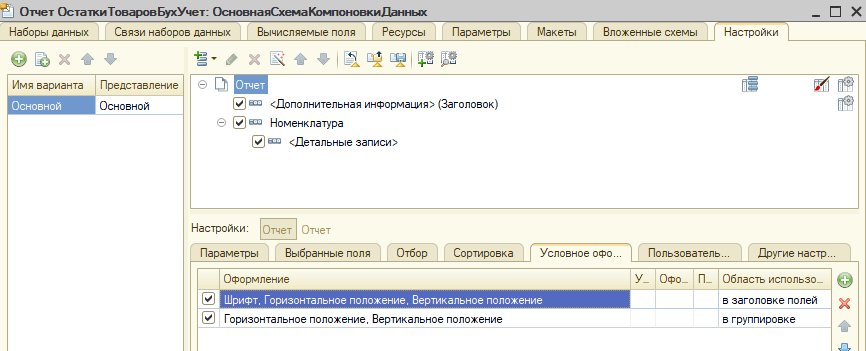 Отчет ОстаткиТоваровБухУчет: ОсновнаяСхемаКомпоновкиДанных
Наборы данных Связи наборов данных Вычисляемые поля Ресурсы Параметры Макеты Вложенные схемы Настройки
Имя варианта Представление
Основной Основной
Отчет
<Дополнительная информация> (Заголовок)
Номенклатура
<Детальные записи>
Настройки: Отчет Отчет
Параметры Выбранные поля Отбор Сортировка Условное офо... Пользователь... Другие настр...
Оформление У... Офо... П... Область использо...
Шрифт, Горизонтальное положение, Вертикальное положение в заголовке полей
Горизонтальное положение, Вертикальное положение в группировке